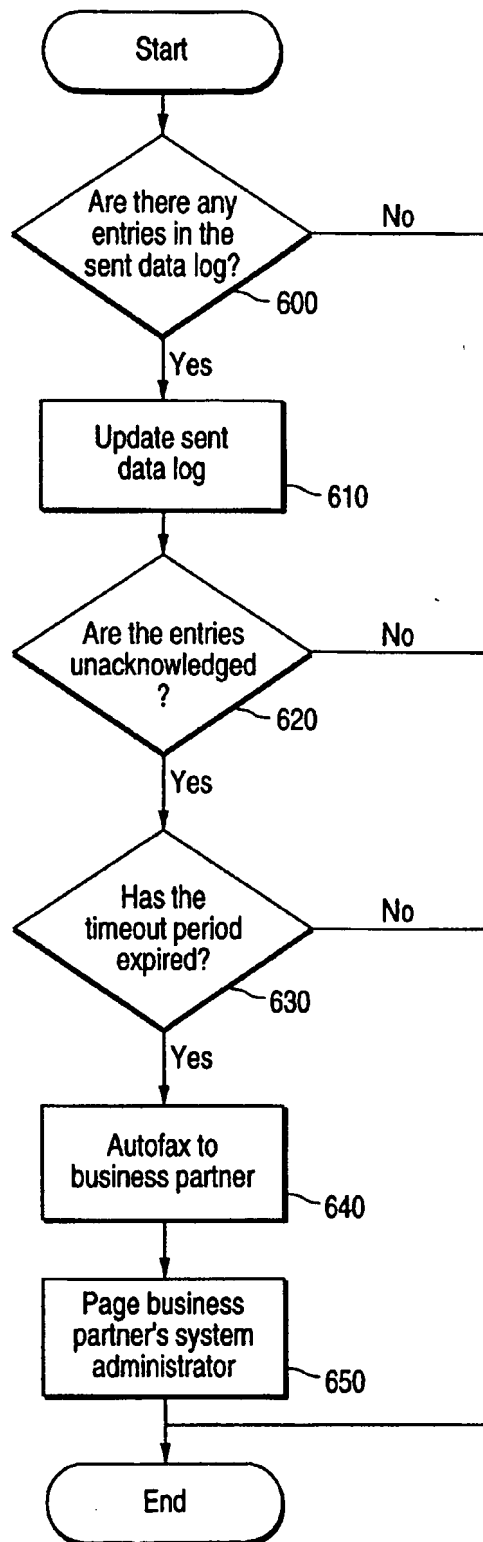 Start
Are there any
entries in the
sent data log?
No
600
Yes
Update sent
data log
610
Are the entries
unacknowledged
?
No
620
Yes
Has the
timeout period
expired?
No
630
Yes
Autofax to
business partner
640
Page business
partner's system
administrator
650
End